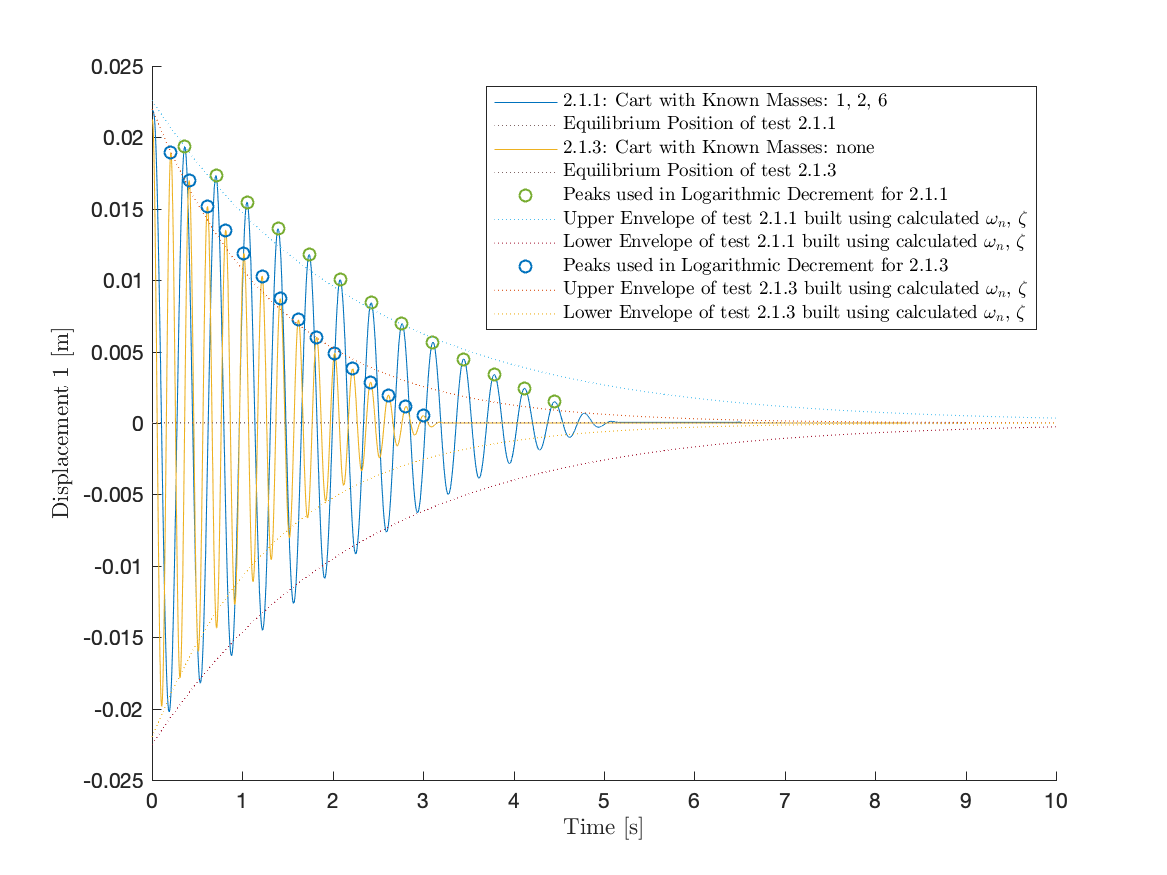 0.025
0.02
0.015
0.01
0.005
0
-0.005
-0.01
-0.015
-0.02
-0.025
Displacement 1 [m]
2.1.1: Cart with Known Masses: 1, 2, 6
Equilibrium Position of test 2.1.1
2.1.3: Cart with Known Masses: none
Equilibrium Position of test 2.1.3
Peaks used in Logarithmic Decrement for 2.1.1
Upper Envelope of test 2.1.1 built using calculated ωn, ζ
Lower Envelope of test 2.1.1 built using calculated ωn, ζ
Peaks used in Logarithmic Decrement for 2.1.3
Upper Envelope of test 2.1.3 built using calculated ωn, ζ
Lower Envelope of test 2.1.3 built using calculated ωn, ζ
0 1 2 3 4 5 6 7 8 9 10
Time [s]